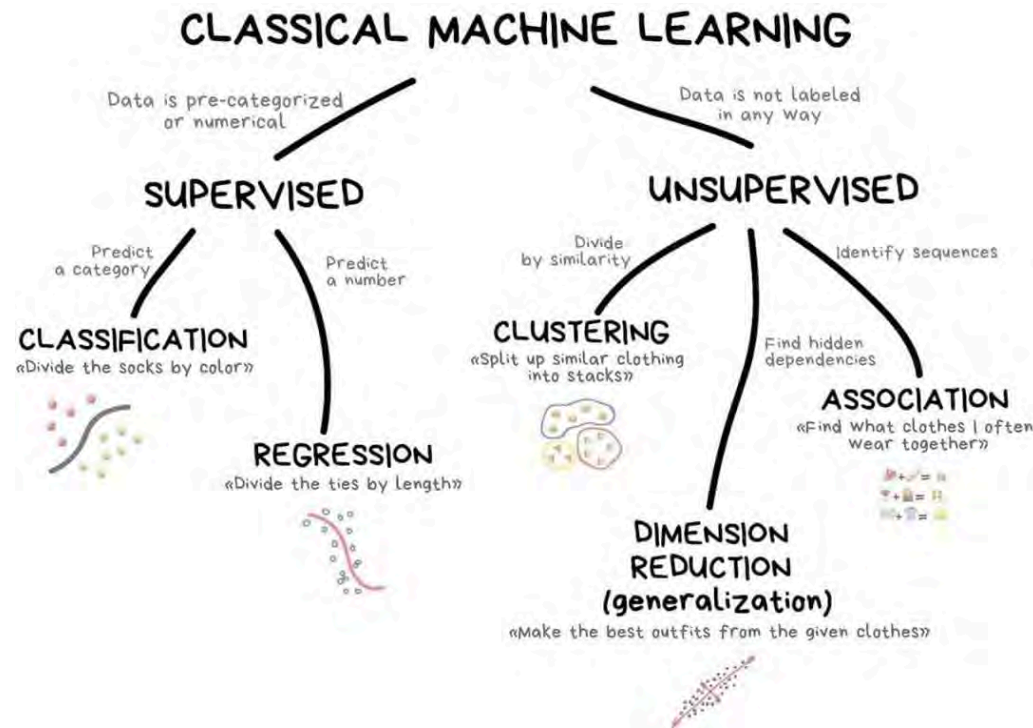 CLASSICAL MACHINE LEARNING
Data is pre-categorized
or numerical
Data is not labeled
in any way
SUPERVISED
UNSUPERVISED
Predict
a category
Predict
a number
Divide
by similarity
Identify sequences
CLASSIFICATION
«Divide the socks by color»
CLUSTERING
«Split up similar clothing
into stacks»
Find hidden
dependencies
ASSOCIATION
«Find what clothes I often
wear together»
REGRESSION
«Divide the ties by length»
DIMENSION
REDUCTION
(generalization)
«Make the best outfits from the given clothes»